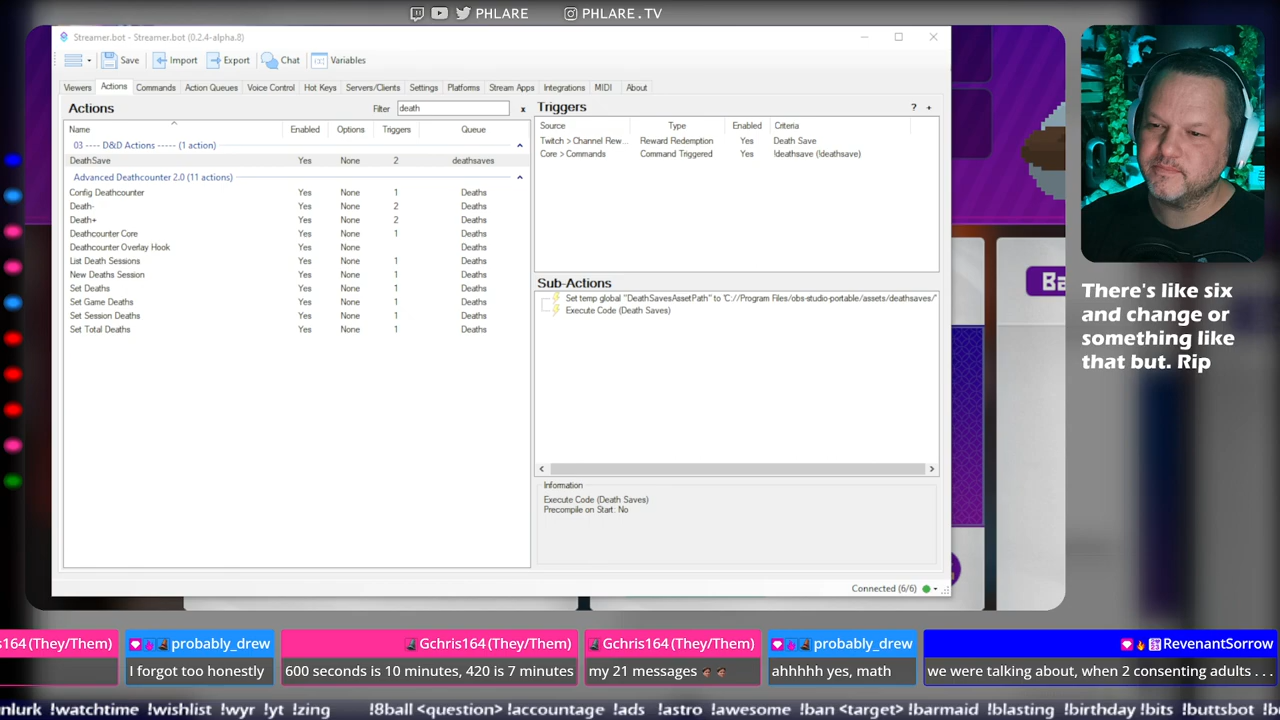 PHLARE PHLARE.TV
Streamer.bot - Streamer.bot (0.2.4-alpha.8)
Save Import Export Chat Variables
Viewers Actions Commands Action Queues Voice Control Hot Keys Servers/Clients Settings Platforms Stream Apps Integrations MIDI About
Actions Filter death x
Name Enabled Options Triggers Queue
03 ---- D&D Actions ----- (1 action)
DeathSave Yes None 2 deathsaves
Advanced Deathcounter 2.0 (11 actions)
Config Deathcounter Yes None 1 Deaths
Death- Yes None 2 Deaths
Death+ Yes None 2 Deaths
Deathcounter Core Yes None 1 Deaths
Deathcounter Overlay Hook Yes None Deaths
List Death Sessions Yes None 1 Deaths
New Deaths Session Yes None 1 Deaths
Set Deaths Yes None 1 Deaths
Set Game Deaths Yes None 1 Deaths
Set Session Deaths Yes None 1 Deaths
Set Total Deaths Yes None 1 Deaths
Triggers ? +
Source Type Enabled Criteria
Twitch > Channel Rew... Reward Redemption Yes Death Save
Core > Commands Command Triggered Yes !deathsave (!deathsave)
Sub-Actions
Set temp global "DeathSavesAssetPath" to 'C://Program Files/obs-studio-portable/assets/deathsaves/'
Execute Code (Death Saves)
Information
Execute Code (Death Saves)
Precompile on Start: No
Connected (6/6)
Ba
There's like six
and change or
something like
that but. Rip
s164 (They/Them) probably_drew Gchris164 (They/Them) Gchris164 (They/Them) probably_drew RevenantSorrow
I forgot too honestly 600 seconds is 10 minutes, 420 is 7 minutes my 21 messages ahhhhh yes, math we were talking about, when 2 consenting adults . . .
nlurk !watchtime !wishlist !wyr !yt !zing !8ball <question> !accountage !ads !astro !awesome !ban <target> !barmaid !birthday !bits !buttsbot !b